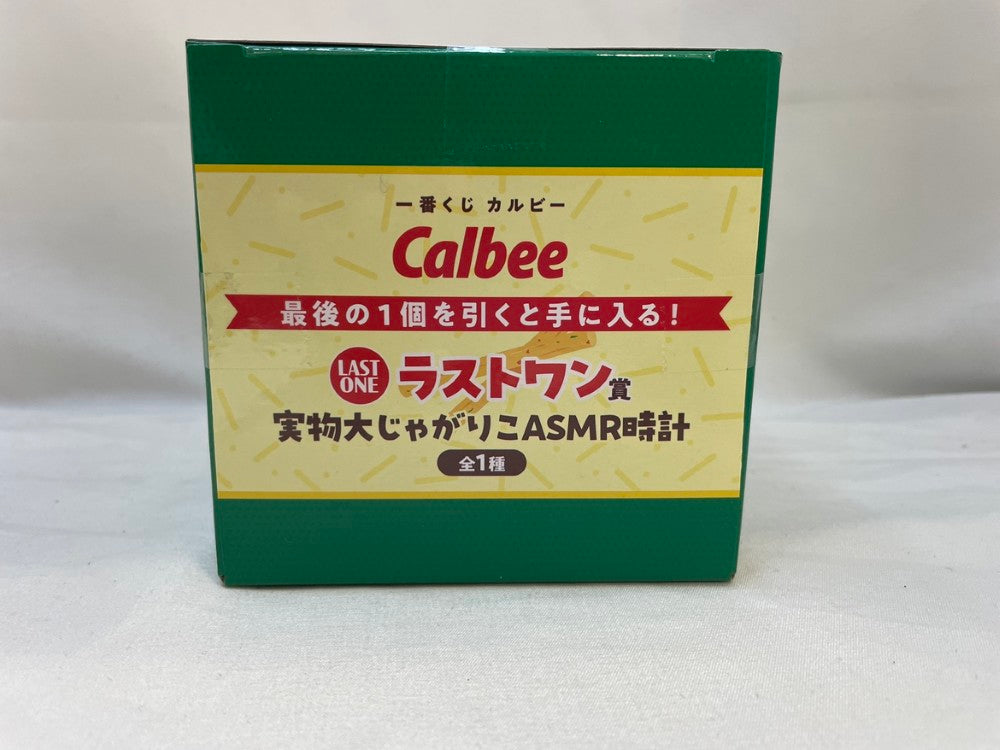 一番くじ カルビー
Calbee
最後の1個を引くと手に入る!
LAST ONE ラストワン賞
実物大じゃがりこASMR時計
全1種